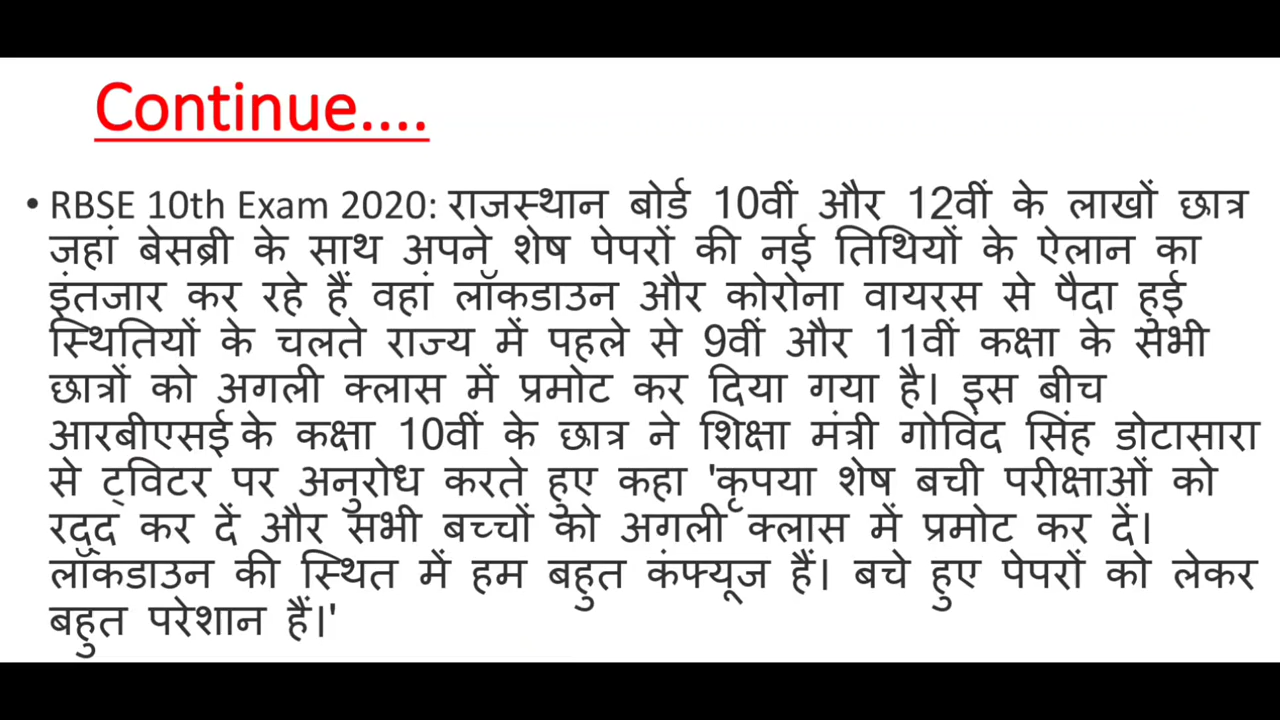 Continue....
• RBSE 10th Exam 2020: राजस्थान बोर्ड 10वीं और 12वीं के लाखों छात्र
जहां बेसब्री के साथ अपने शेष पेपरों की नई तिथियों के ऐलान का
इंतजार कर रहे हैं वहां लॉकडाउन और कोरोना वायरस से पैदा हुई
स्थितियों के चलते राज्य में पहले से 9वीं और 11वीं कक्षा के सभी
छात्रों को अगली क्लास में प्रमोट कर दिया गया है। इस बीच
आरबीएसई के कक्षा 10वीं के छात्र ने शिक्षा मंत्री गोविंद सिंह डोटासारा
से ट्विटर पर अनुरोध करते हुए कहा 'कृपया शेष बची परीक्षाओं को
रद्द कर दें और सभी बच्चों को अगली क्लास में प्रमोट कर दें।
लॉकडाउन की स्थित में हम बहुत कंफ्यूज हैं। बचे हुए पेपरों को लेकर
बहुत परेशान हैं।'